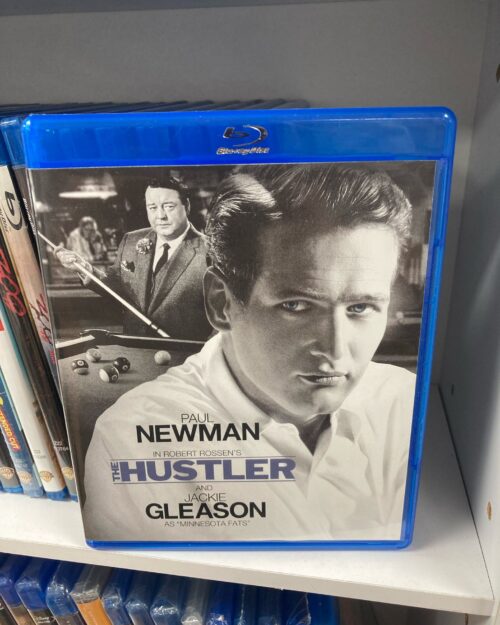 Blu-ray Disc
PAUL
NEWMAN
IN ROBERT ROSSEN'S
THE HUSTLER
AND
JACKIE
GLEASON
AS "MINNESOTA FATS"